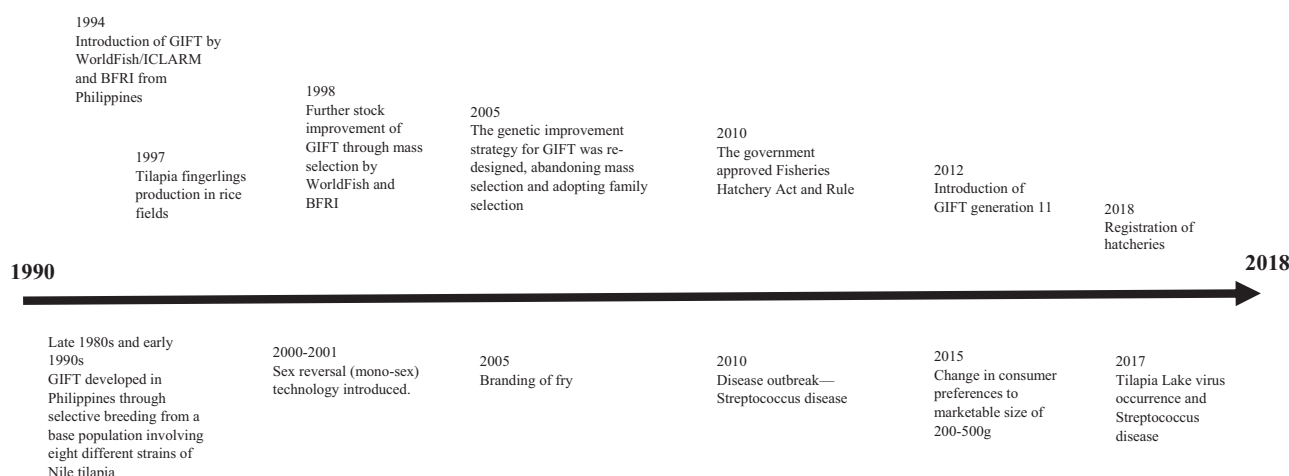 1994
Introduction of GIFT by
WorldFish/ICLARM
and BFRI from
Philippines
1997
Tilapia fingerlings
production in rice
fields
1998
Further stock
improvement of
GIFT through mass
selection by
WorldFish and
BFRI
2005
The genetic improvement
strategy for GIFT was re-
designed, abandoning mass
selection and adopting family
selection
2010
The government
approved Fisheries
Hatchery Act and Rule
2012
Introduction of
GIFT generation 11
2018
Registration of
hatcheries
1990
2018
Late 1980s and early
1990s
GIFT developed in
Philippines through
selective breeding from a
base population involving
eight different strains of
Nile tilapia
2000-2001
Sex reversal (mono-sex)
technology introduced.
2005
Branding of fry
2010
Disease outbreak—
Streptococcus disease
2015
Change in consumer
preferences to
marketable size of
200-500g
2017
Tilapia Lake virus
occurrence and
Streptococcus
disease